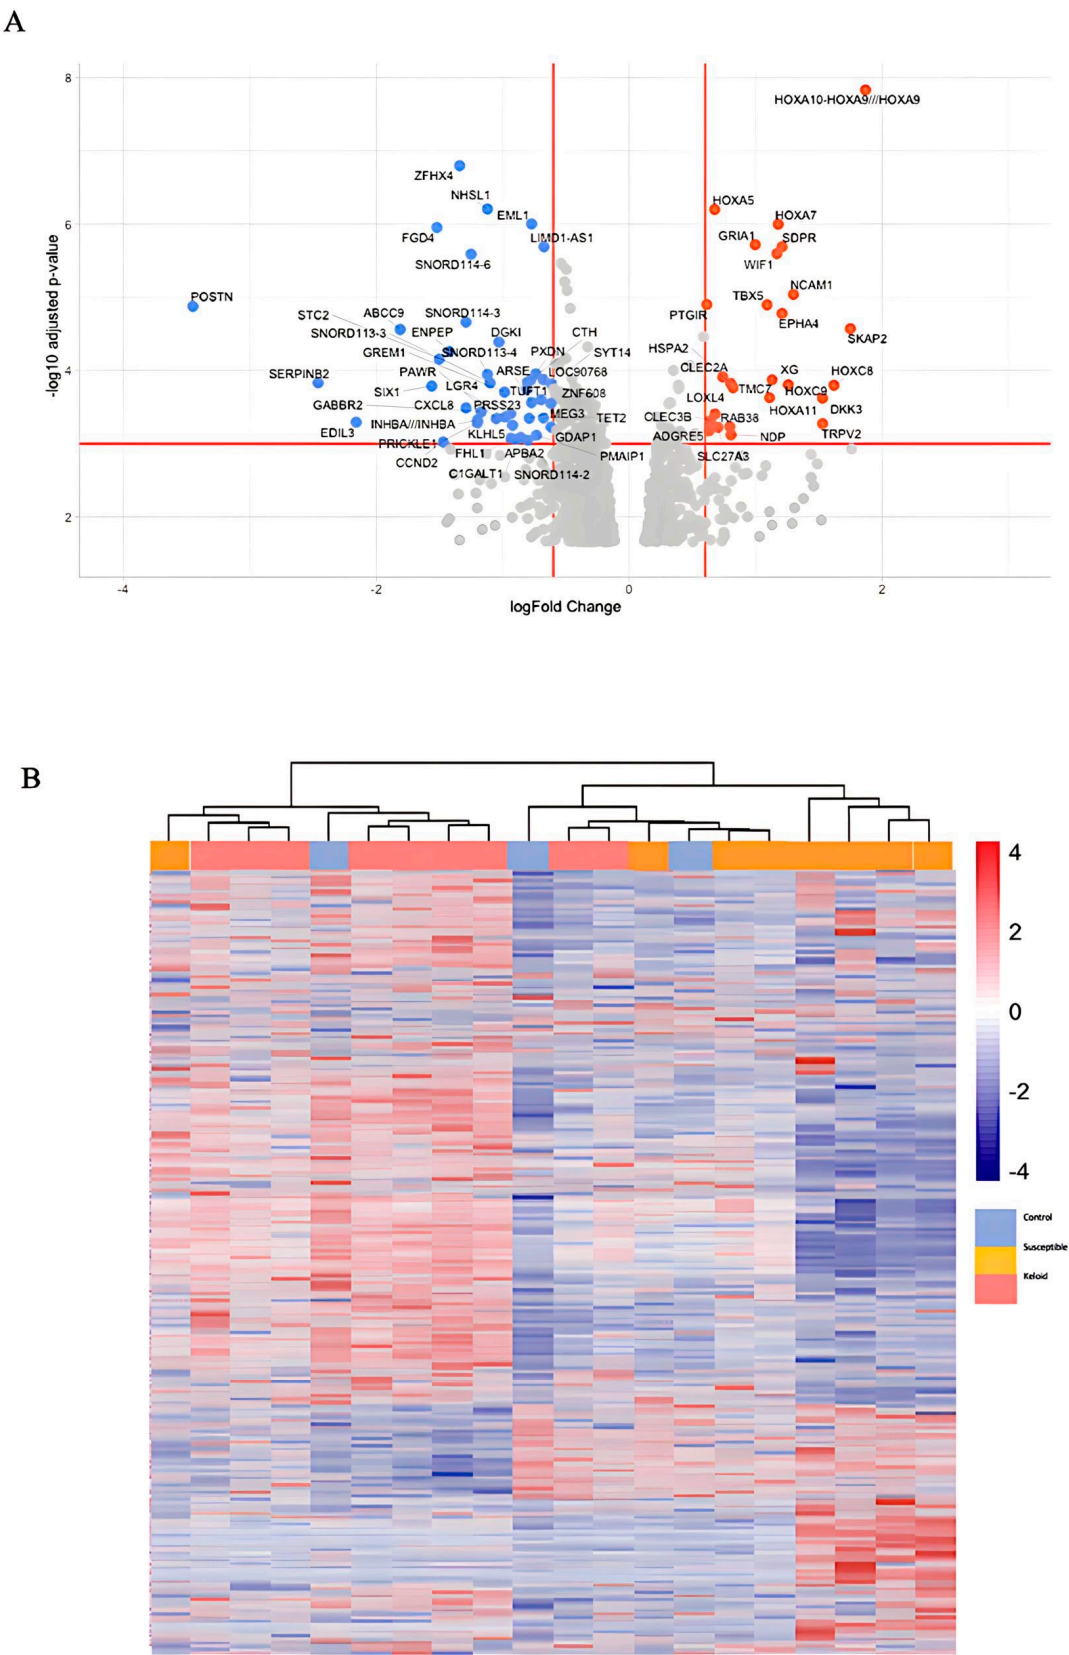 A
8
HOXA10-HOXA9///HOXA9
ZFHX4
NHSL1
HOXA5
EML1
HOXA7
6
FGD4
LIMD1-AS1
GRIA1
SDPR
SNORD114-6
WIF1
-log10 adjusted p-value
POSTN
NCAM1
TBX5
STC2
ABCC9
SNORD114-3
PTGIR
EPHA4
SNORD113-3
ENPEP
DGKI
CTH
SKAP2
GREM1
SNORD113-4
PXDN
SYT14
HSPA2
4
SERPINB2
PAWR
ARSE
LOC90768
CLEC2A
XG
HOXC8
SIX1
LGR4
TUFT1
ZNF608
TMC7
HOXC9
GABBR2
CXCL8
PRSS23
MEG3
LOXL4
HOXA11
DKK3
EDIL3
INHBA///INHBA
TET2
CLEC3B
RAB38
PRICKLE1
KLHL5
GDAP1
ADGRE5
NDP
TRPV2
CCND2
FHL1
APBA2
PMAIP1
SLC27A3
C1GALT1
SNORD114-2
2
-4
-2
0
2
logFold Change
B
4
2
0
-2
-4
Control
Susceptible
Keloid